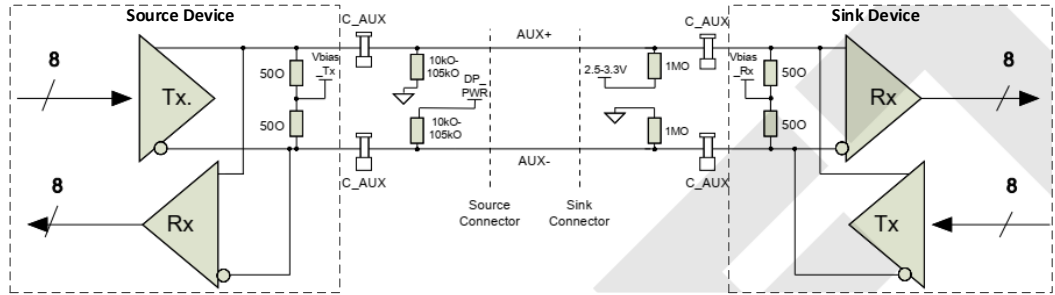 Source Device
C_AUX
C_AUX
Sink Device
AUX+
8
Tx.
50O
50O
Vbias
_Tx
10kO-
105kO
DP_
PWR
10kO-
105kO
2.5-3.3V
1MO
1MO
Vbias
_Rx
50O
50O
Rx
8
AUX-
C_AUX
C_AUX
8
Rx
Source
Connector
Sink
Connector
Tx
8